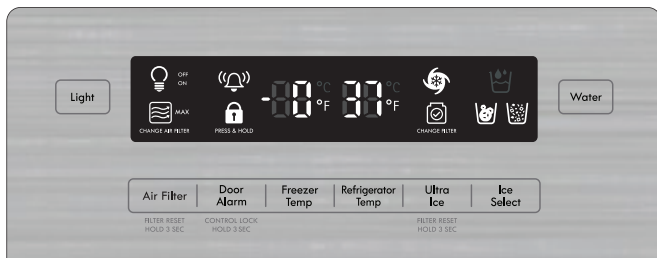 Light
OFF
ON
MAX
CHANGE AIR FILTER
PRESS & HOLD
-0 °C
°F
37 °C
°F
CHANGE FILTER
Water
Air Filter
Door
Alarm
Freezer
Temp
Refrigerator
Temp
Ultra
Ice
Ice
Select
FILTER RESET
HOLD 3 SEC
CONTROL LOCK
HOLD 3 SEC
FILTER RESET
HOLD 3 SEC